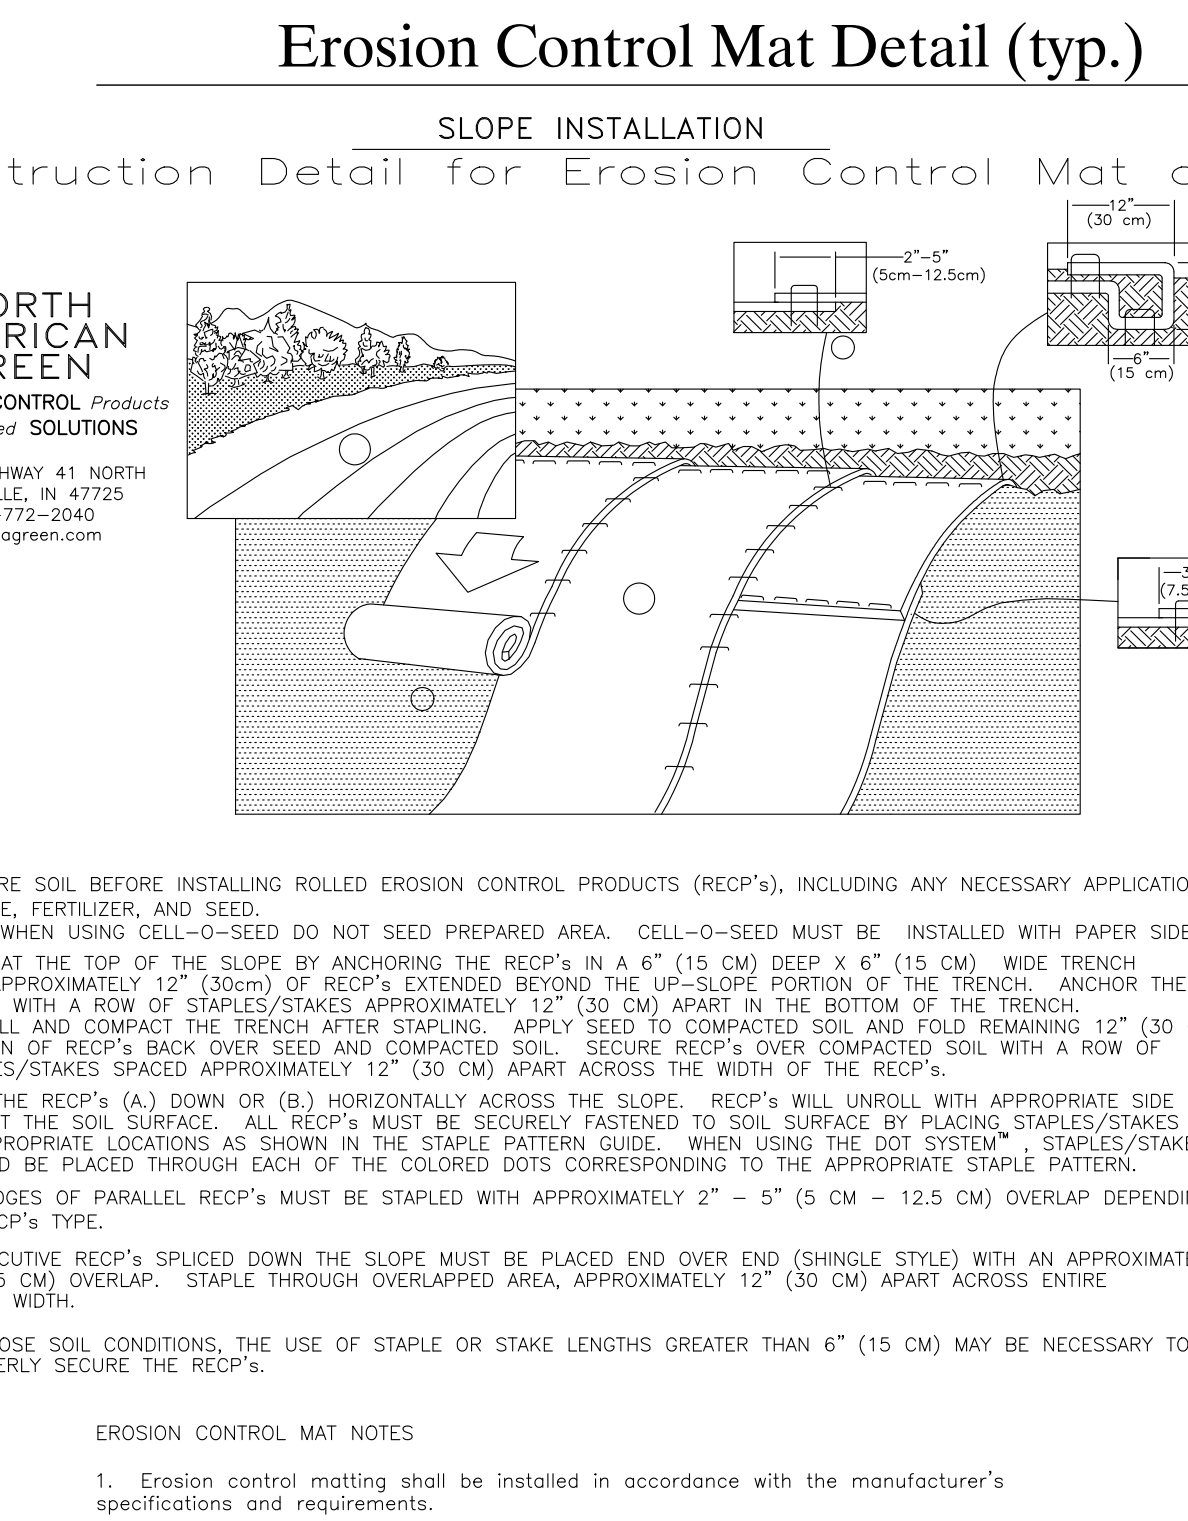 Erosion Control Mat Detail (typ.)
SLOPE INSTALLATION
truction Detail for Erosion Control Mat
12"
(30 cm)
2"-5"
(5cm-12.5cm)
6"
(15 cm)
ORTH
RICAN
REEN
CONTROL Products
ed SOLUTIONS
HWAY 41 NORTH
LLE, IN 47725
-772-2040
agreen.com
3
(7.5
RE SOIL BEFORE INSTALLING ROLLED EROSION CONTROL PRODUCTS (RECP's), INCLUDING ANY NECESSARY APPLICATIO
E, FERTILIZER, AND SEED.
WHEN USING CELL-O-SEED DO NOT SEED PREPARED AREA. CELL-O-SEED MUST BE INSTALLED WITH PAPER SIDE
AT THE TOP OF THE SLOPE BY ANCHORING THE RECP's IN A 6" (15 CM) DEEP X 6" (15 CM) WIDE TRENCH
APPROXIMATELY 12" (30cm) OF RECP's EXTENDED BEYOND THE UP-SLOPE PORTION OF THE TRENCH. ANCHOR THE
WITH A ROW OF STAPLES/STAKES APPROXIMATELY 12" (30 CM) APART IN THE BOTTOM OF THE TRENCH.
LL AND COMPACT THE TRENCH AFTER STAPLING. APPLY SEED TO COMPACTED SOIL AND FOLD REMAINING 12" (30
N OF RECP's BACK OVER SEED AND COMPACTED SOIL. SECURE RECP's OVER COMPACTED SOIL WITH A ROW OF
ES/STAKES SPACED APPROXIMATELY 12" (30 CM) APART ACROSS THE WIDTH OF THE RECP's.
THE RECP's (A.) DOWN OR (B.) HORIZONTALLY ACROSS THE SLOPE. RECP's WILL UNROLL WITH APPROPRIATE SIDE
T THE SOIL SURFACE. ALL RECP's MUST BE SECURELY FASTENED TO SOIL SURFACE BY PLACING STAPLES/STAKES
PROPRIATE LOCATIONS AS SHOWN IN THE STAPLE PATTERN GUIDE. WHEN USING THE DOT SYSTEM™ , STAPLES/STAKE
D BE PLACED THROUGH EACH OF THE COLORED DOTS CORRESPONDING TO THE APPROPRIATE STAPLE PATTERN.
DGES OF PARALLEL RECP's MUST BE STAPLED WITH APPROXIMATELY 2" - 5" (5 CM - 12.5 CM) OVERLAP DEPENDIN
CP's TYPE.
CUTIVE RECP's SPLICED DOWN THE SLOPE MUST BE PLACED END OVER END (SHINGLE STYLE) WITH AN APPROXIMATE
5 CM) OVERLAP. STAPLE THROUGH OVERLAPPED AREA, APPROXIMATELY 12" (30 CM) APART ACROSS ENTIRE
WIDTH.
OSE SOIL CONDITIONS, THE USE OF STAPLE OR STAKE LENGTHS GREATER THAN 6" (15 CM) MAY BE NECESSARY TO
ERLY SECURE THE RECP's.
EROSION CONTROL MAT NOTES
1. Erosion control matting shall be installed in accordance with the manufacturer's
specifications and requirements.